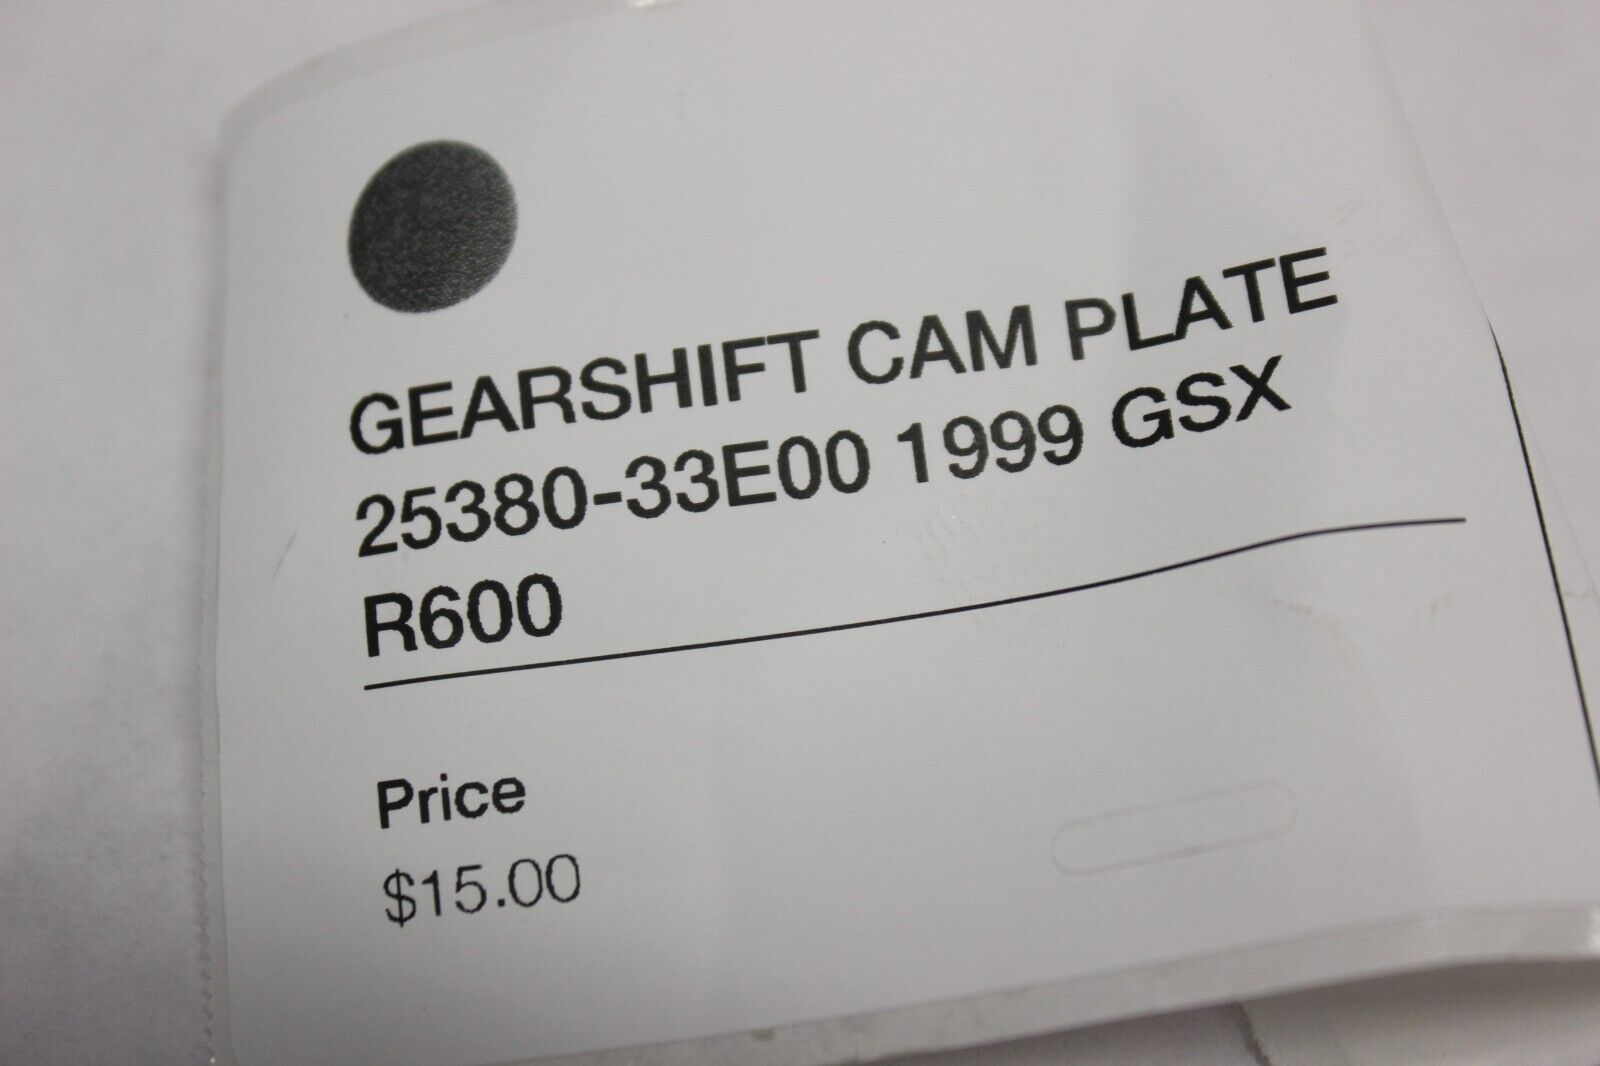 GEARSHIFT CAM PLATE
25380-33E00 1999 GSX
R600
Price
$15.00